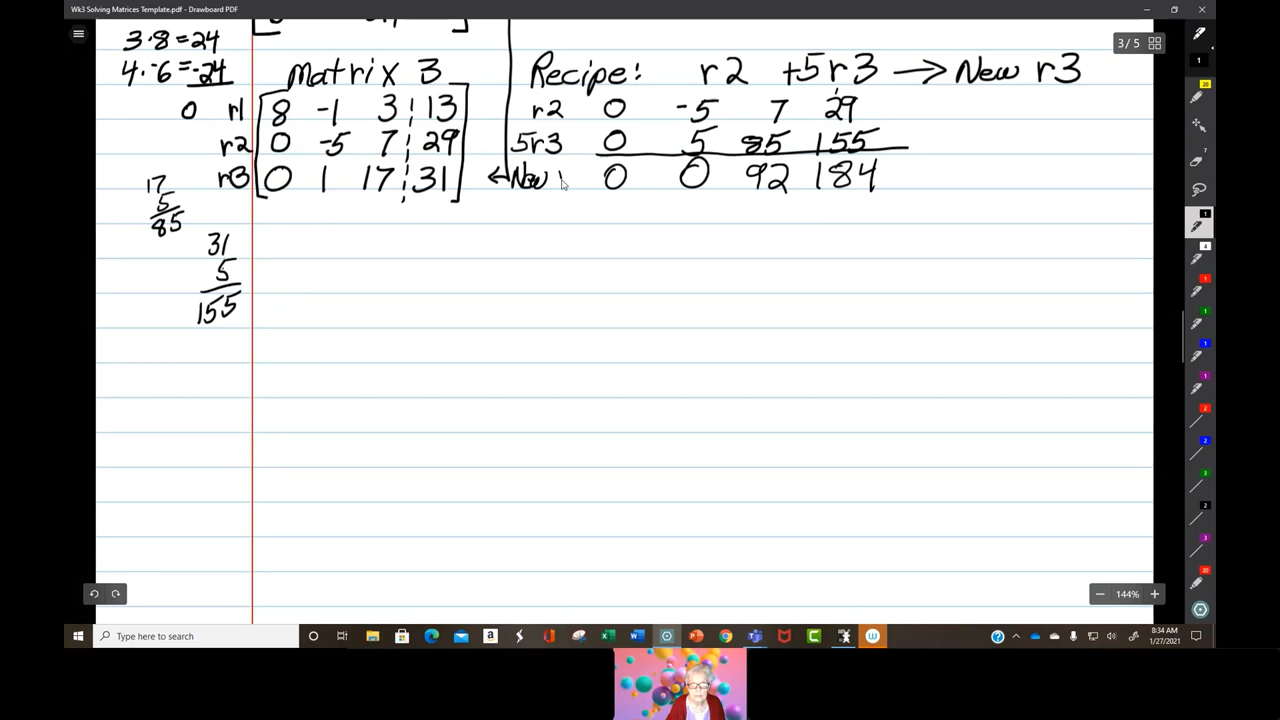 Wk3 Solving Matrices Template.pdf - Drawboard PDF
3/5
3·8=24
4·-6=-24
0
17
5
85
31
5
155
Matrix 3
r1 8 -1 3 13
r2 0 -5 7 29
r3 0 1 17 31
Recipe: r2 +5r3 → New r3
r2 0 -5 7 29
5r3 0 5 85 155
←New 0 0 92 184
144%
Type here to search
8:34 AM
1/27/2021